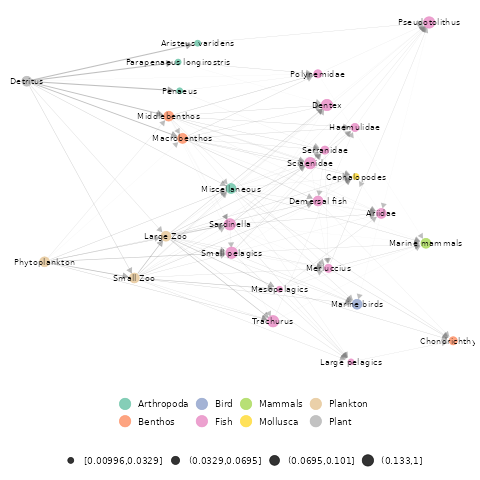 Pseudotolithus
Aristeus varidens
Parapenaeus longirostris
Polynemidae
Detritus
Penaeus
Dentex
Middlebenthos
Haemulidae
Macrobenthos
Serranidae
Sciaenidae
Cephalopodes
Miscellaneous
Demersal fish
Ariidae
Sardinella
Large Zoo
Marine mammals
Small pelagics
Phytoplankton
Merluccius
Small Zoo
Mesopelagics
Marine birds
Trachurus
Chondrichthy
Large pelagics
Arthropoda Bird Mammals Plankton
Benthos Fish Mollusca Plant
[0.00996,0.0329] (0.0329,0.0695] (0.0695,0.101] (0.133,1]